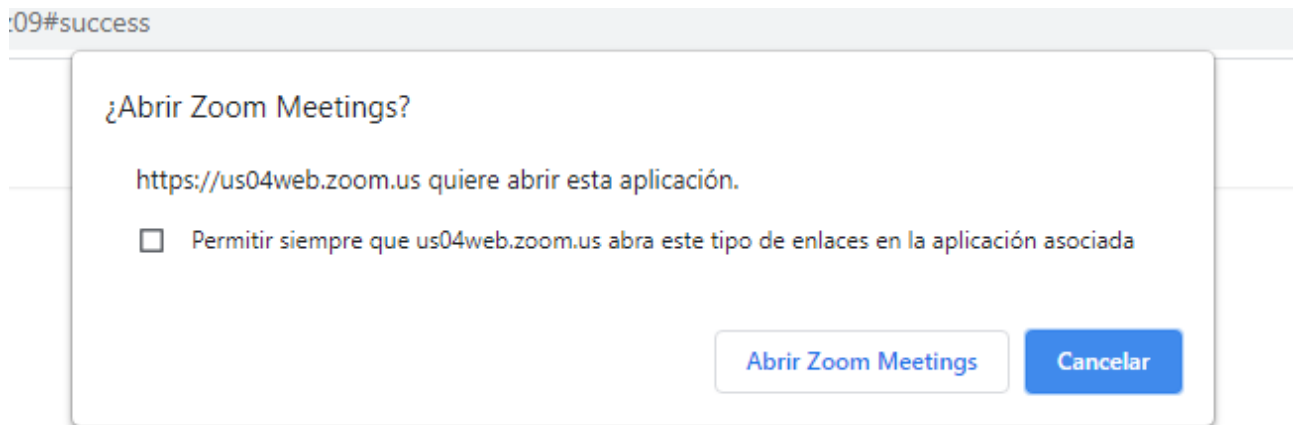 :09#success
¿Abrir Zoom Meetings?
https://us04web.zoom.us quiere abrir esta aplicación.
Permitir siempre que us04web.zoom.us abra este tipo de enlaces en la aplicación asociada
Abrir Zoom Meetings
Cancelar